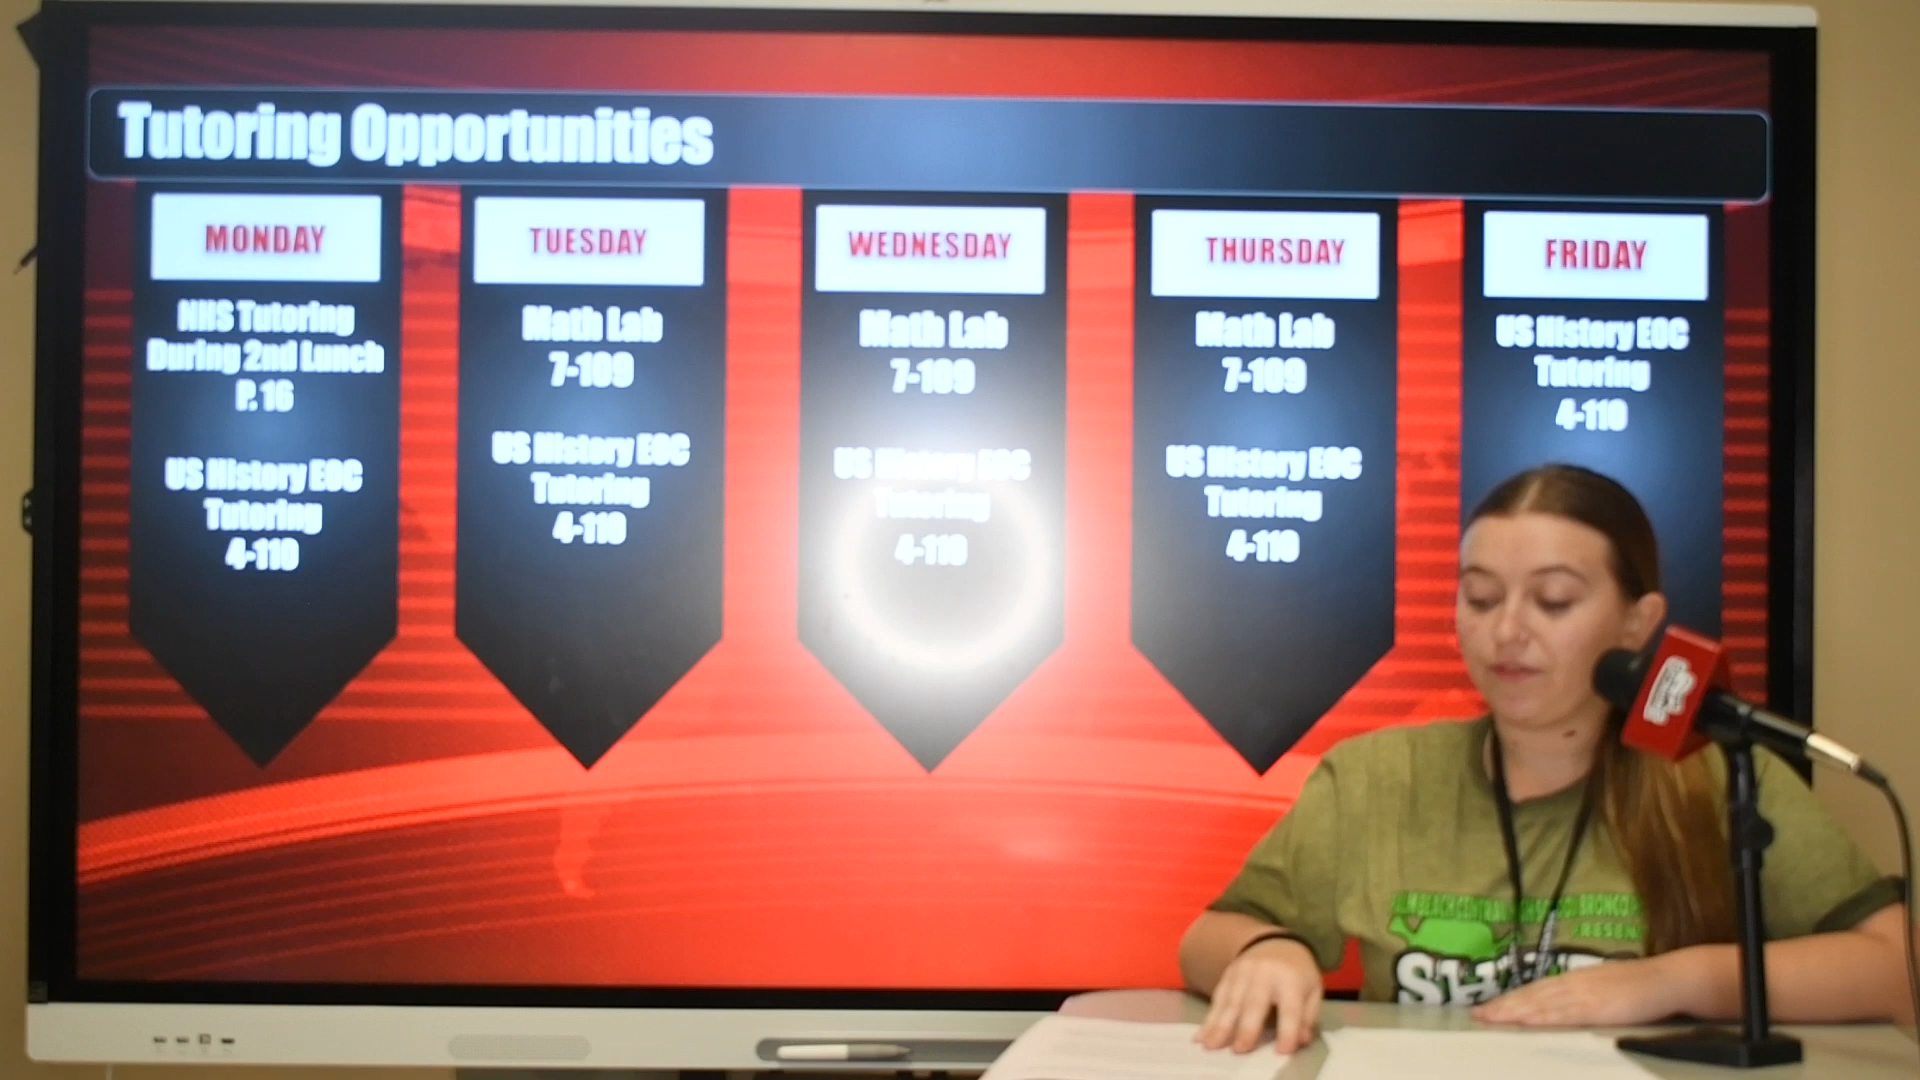 Tutoring Opportunities
MONDAY
NHS Tutoring
During 2nd Lunch
P. 16
US History EOC
Tutoring
4-110
TUESDAY
Math Lab
7-109
US History EOC
Tutoring
4-110
WEDNESDAY
Math Lab
7-109
US History EOC
Tutoring
4-110
THURSDAY
Math Lab
7-109
US History EOC
Tutoring
4-110
FRIDAY
US History EOC
Tutoring
4-110